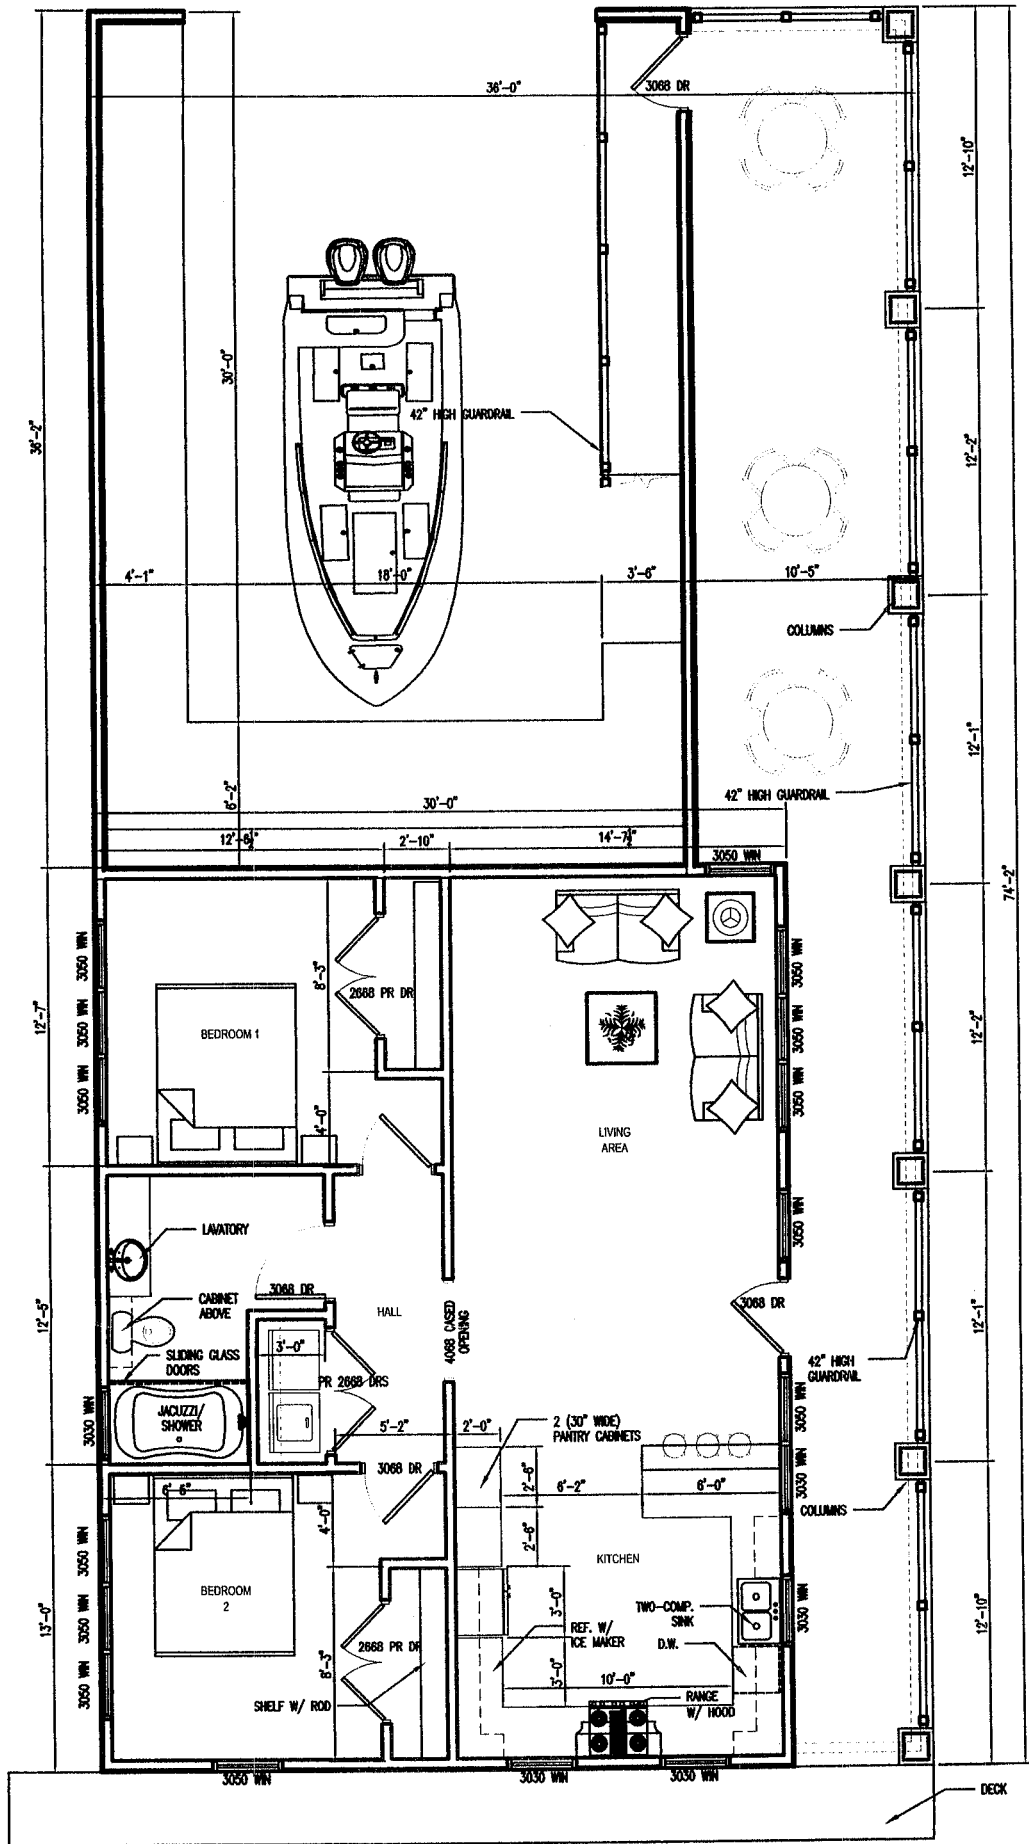 36'-0"
3068 DR
12'-10"
30'-0"
36'-2"
42" HIGH GUARDRAIL
12'-2"
4'-1"
18'-0"
3'-6"
10'-5"
COLUMNS
12'-1"
6'-2"
30'-0"
42" HIGH GUARDRAIL
12'-6½"
2'-10"
14'-7½"
3050 WIN
74'-2"
3050 WIN
3050 WIN
3050 WIN
8'-3"
2668 PR DR
12'-7"
BEDROOM 1
3050 WIN
3050 WIN
3050 WIN
12'-2"
4'-0"
LIVING
AREA
3050 WIN
LAVATORY
3068 DR
CABINET
ABOVE
HALL
4068 CASED
OPENING
3068 DR
12'-5"
12'-1"
3'-0"
SLIDING GLASS
DOORS
42" HIGH
GUARDRAIL
PR 2668 DRS
JACUZZI/
SHOWER
3030 WIN
5'-2"
2'-0"
2 (30" WIDE)
PANTRY CABINETS
3050 WIN
3068 DR
2'-6"
6'-2"
6'-0"
3030 WIN
COLUMNS
6'-5"
4'-0"
2'-6"
KITCHEN
3050 WIN
3050 WIN
3050 WIN
BEDROOM
2
13'-0"
3'-0"
TWO-COMP.
SINK
3030 WIN
12'-10"
REF. W/
ICE MAKER
D.W.
2668 PR DR
8'-3"
3'-0"
10'-0"
SHELF W/ ROD
RANGE
W/ HOOD
3050 WIN
3030 WIN
3030 WIN
DECK